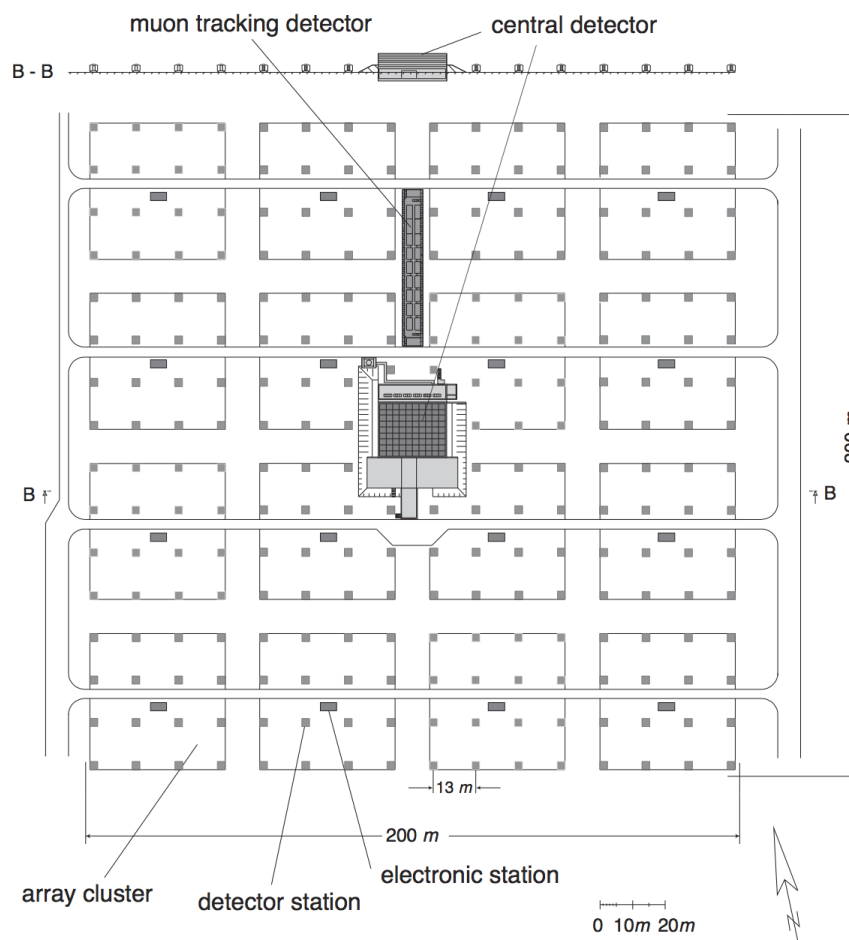 muon tracking detector
central detector
B - B
B
B
13 m
200 m
array cluster
detector station
electronic station
0 10m 20m